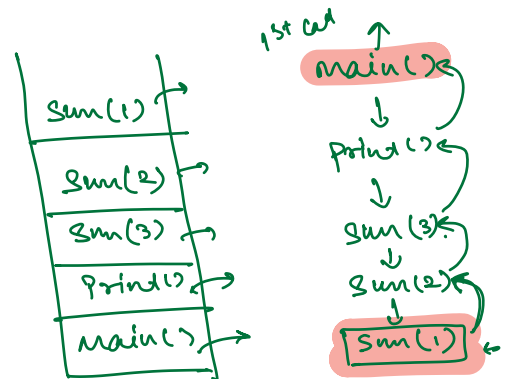 Sum(1)
Sum(2)
Sum(3)
Print()
main()
1st call
main()
Print()
Sum(3)
Sum(2)
Sum(1)